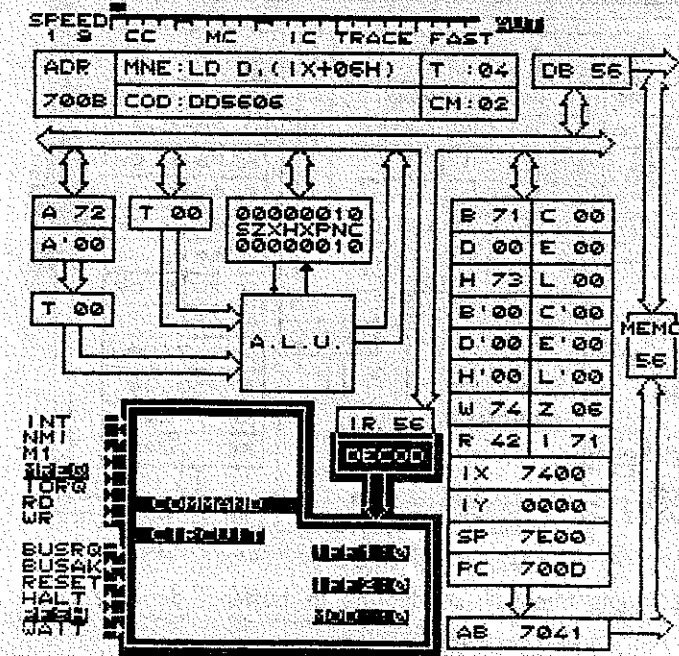 SPEED
1 9 CC MC IC TRACE FAST
ADR MNE:LD D,(IX+06H) T :04 DB 56
700B COD:DD5606 CM:02
A 72 T 00 00000010 B 71 C 00
A'00 SZXHXPNC
00000010 D 00 E 00
H 73 L 00
T 00 B'00 C'00 MEMO
A.L.U. D'00 E'00 56
H'00 L'00
IR 56 W 74 Z 06
DECOD R 42 I 71
INT
NMI
M1
IORQ
RD
WR
COMMAND
CIRCUIT
IX 7400
IY 0000
SP 7E00
PC 700D
BUSRQ
BUSAK
RESET
HALT
WAIT
AB 7041